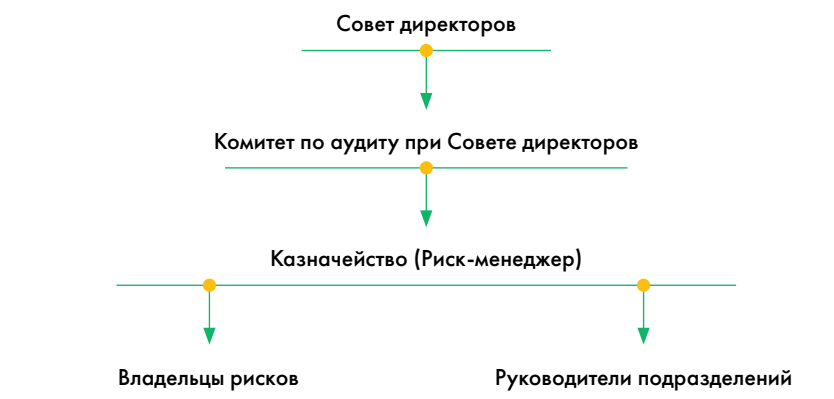 Совет директоров
Комитет по аудиту при Совете директоров
Казначейство (Риск-менеджер)
Владельцы рисков
Руководители подразделений